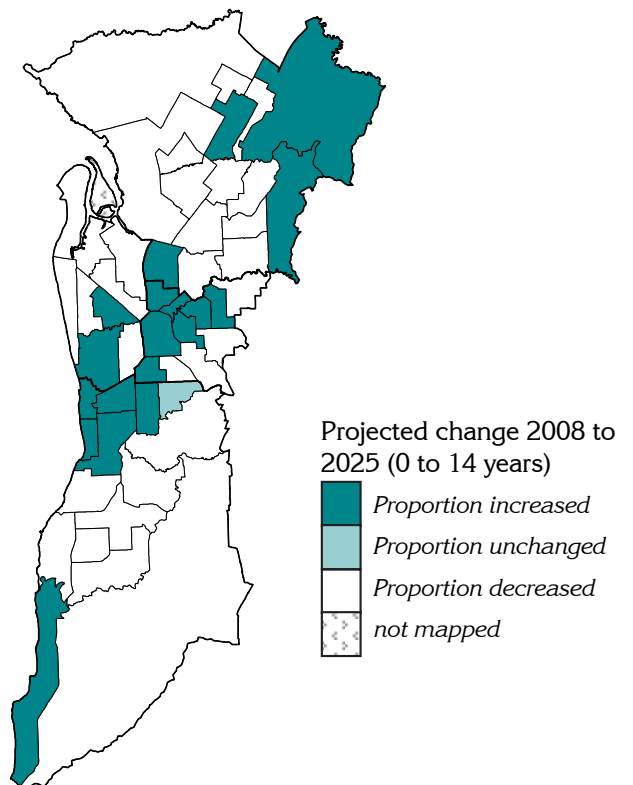 Projected change 2008 to
2025 (0 to 14 years)
Proportion increased
Proportion unchanged
Proportion decreased
not mapped